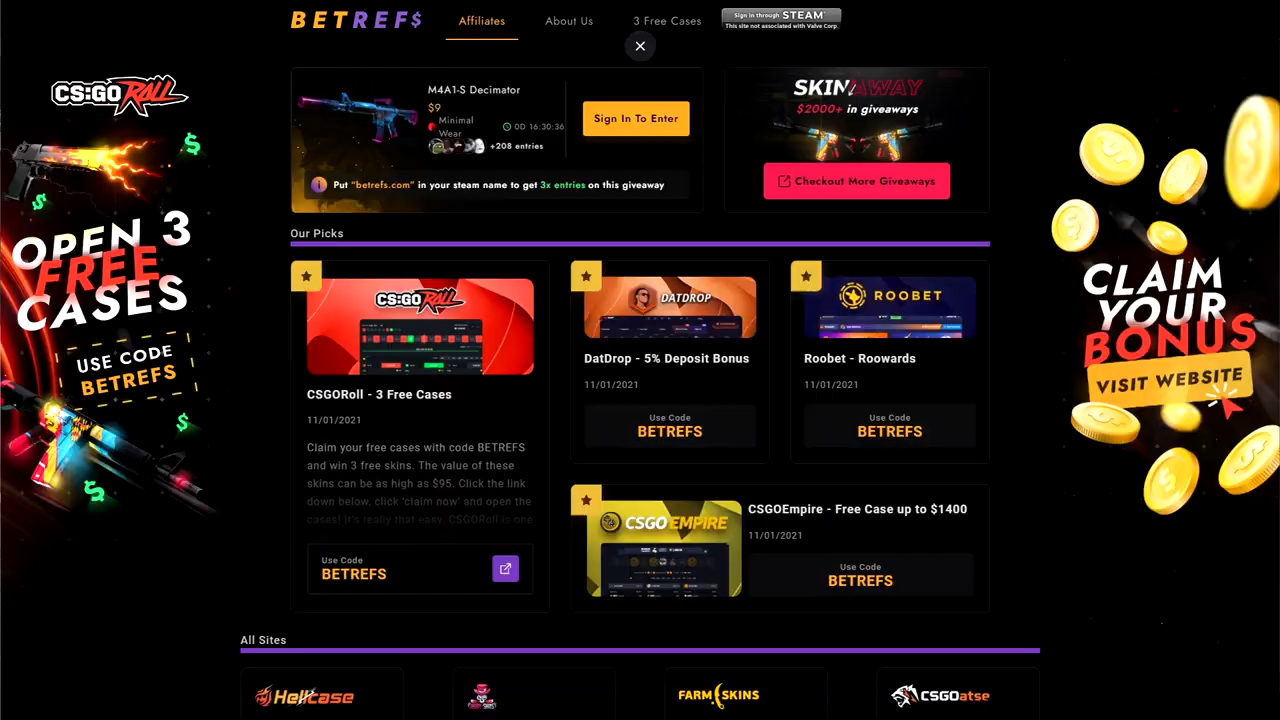 BETREF$
Affiliates
About Us
3 Free Cases
Sign in through STEAM
This site not associated with Valve Corp.
CS:GO ROLL
OPEN 3
FREE
CASES
USE CODE
BETREFS
M4A1-S Decimator
$9
Minimal
Wear
0D 16:30:36
+208 entries
Sign In To Enter
i Put “betrefs.com” in your steam name to get 3x entries on this giveaway
SKINAWAY
$2000+ in giveaways
Checkout More Giveaways
CLAIM
YOUR
BONUS
VISIT WEBSITE
Our Picks
CS:GO ROLL
CSGORoll - 3 Free Cases
11/01/2021
Claim your free cases with code BETREFS
and win 3 free skins. The value of these
skins can be as high as $95. Click the link
down below, click 'claim now' and open the
cases! It's really that easy. CSGORoll is one
Use Code
BETREFS
DATDROP
DatDrop - 5% Deposit Bonus
11/01/2021
Use Code
BETREFS
ROOBET
Roobet - Roowards
11/01/2021
Use Code
BETREFS
CSGOEMPIRE
CSGOEmpire - Free Case up to $1400
11/01/2021
Use Code
BETREFS
All Sites
Hellcase
FARMSKINS
CSGOatse